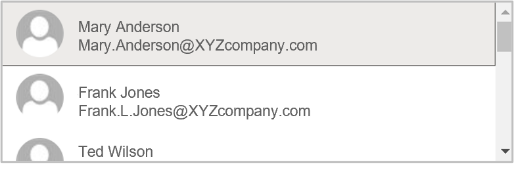 Mary Anderson
Mary.Anderson@XYZcompany.com
Frank Jones
Frank.L.Jones@XYZcompany.com
Ted Wilson